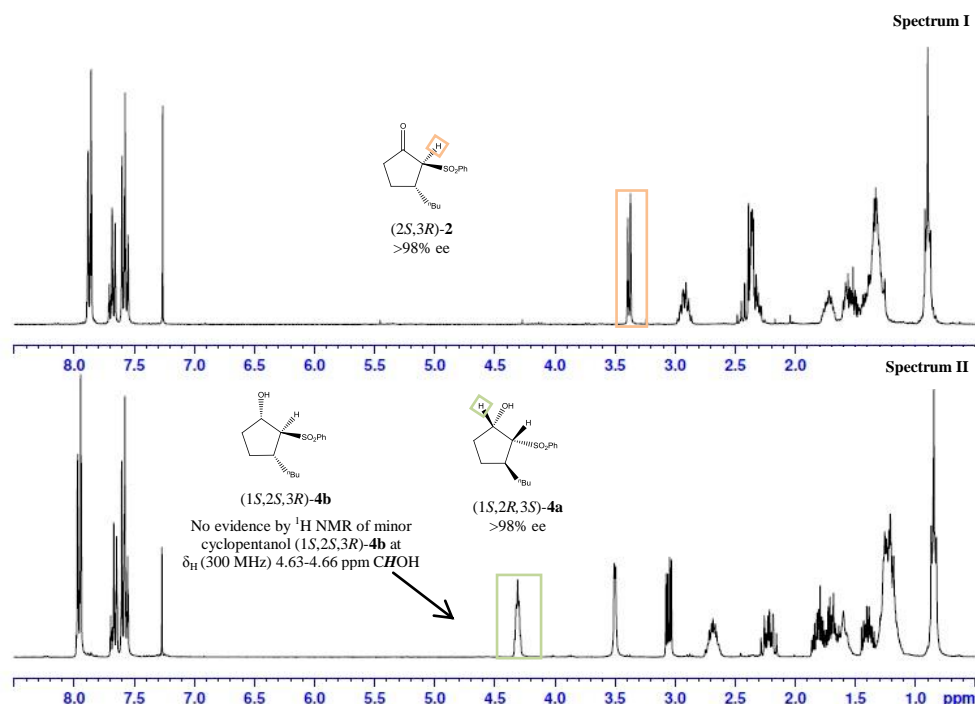 Spectrum I
O
H
SO2Ph
nBu
(2S,3R)-2
>98% ee
8.0 7.5 7.0 6.5 6.0 5.5 5.0 4.5 4.0 3.5 3.0 2.5 2.0
Spectrum II
OH
H
SO2Ph
nBu
(1S,2S,3R)-4b
No evidence by 1H NMR of minor
cyclopentanol (1S,2S,3R)-4b at
δH (300 MHz) 4.63-4.66 ppm CHOH
H
OH
H
SO2Ph
nBu
(1S,2R,3S)-4a
>98% ee
8.0 7.5 7.0 6.5 6.0 5.5 5.0 4.5 4.0 3.5 3.0 2.5 2.0 1.5 1.0 ppm